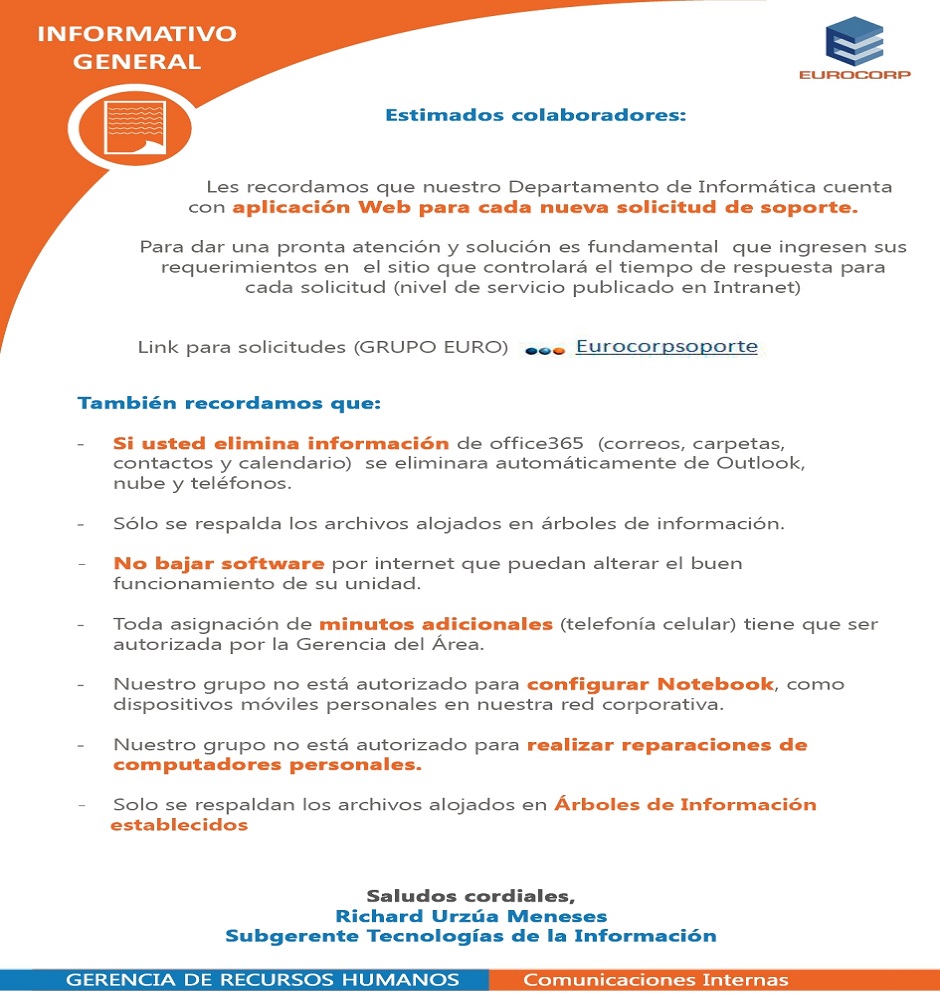 INFORMATIVO
GENERAL
EUROCORP
Estimados colaboradores:
Les recordamos que nuestro Departamento de Informática cuenta
con aplicación Web para cada nueva solicitud de soporte.
Para dar una pronta atención y solución es fundamental que ingresen sus
requerimientos en el sitio que controlará el tiempo de respuesta para
cada solicitud (nivel de servicio publicado en Intranet)
Link para solicitudes (GRUPO EURO) Eurocorpsoporte
También recordamos que:
- Si usted elimina información de office365 (correos, carpetas,
contactos y calendario) se eliminara automáticamente de Outlook,
nube y teléfonos.
- Sólo se respalda los archivos alojados en árboles de información.
- No bajar software por internet que puedan alterar el buen
funcionamiento de su unidad.
- Toda asignación de minutos adicionales (telefonía celular) tiene que ser
autorizada por la Gerencia del Área.
- Nuestro grupo no está autorizado para configurar Notebook, como
dispositivos móviles personales en nuestra red corporativa.
- Nuestro grupo no está autorizado para realizar reparaciones de
computadores personales.
- Solo se respaldan los archivos alojados en Árboles de Información
establecidos
Saludos cordiales,
Richard Urzúa Meneses
Subgerente Tecnologías de la Información
GERENCIA DE RECURSOS HUMANOS Comunicaciones Internas